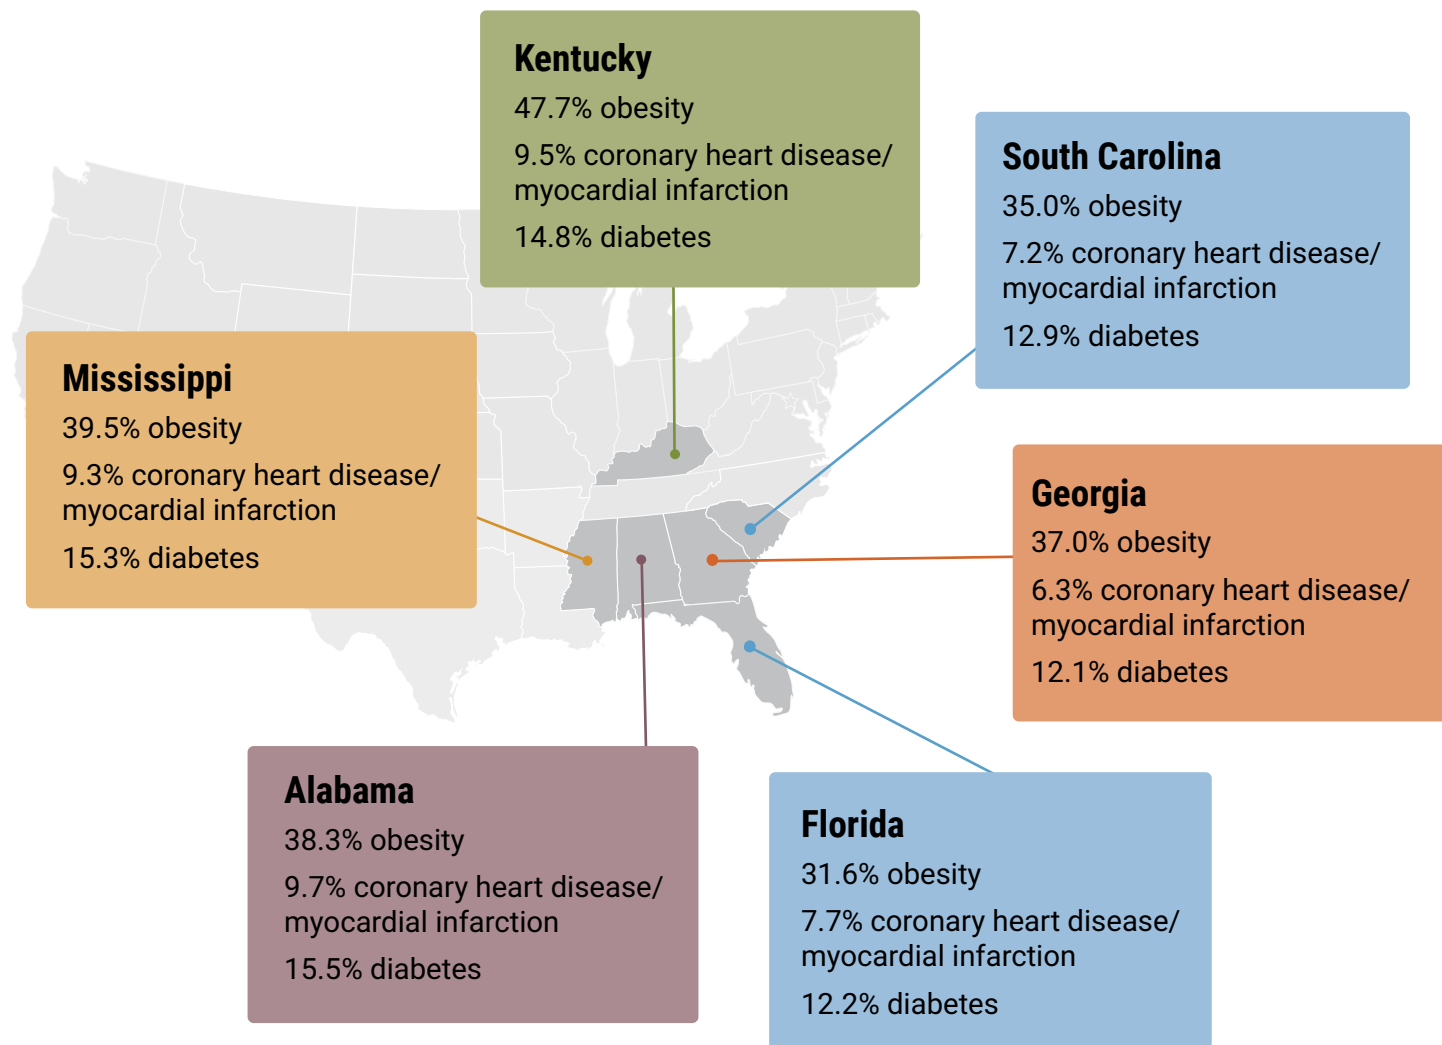 Kentucky
47.7% obesity
9.5% coronary heart disease/
myocardial infarction
14.8% diabetes
South Carolina
35.0% obesity
7.2% coronary heart disease/
myocardial infarction
12.9% diabetes
Mississippi
39.5% obesity
9.3% coronary heart disease/
myocardial infarction
15.3% diabetes
Georgia
37.0% obesity
6.3% coronary heart disease/
myocardial infarction
12.1% diabetes
Alabama
38.3% obesity
9.7% coronary heart disease/
myocardial infarction
15.5% diabetes
Florida
31.6% obesity
7.7% coronary heart disease/
myocardial infarction
12.2% diabetes